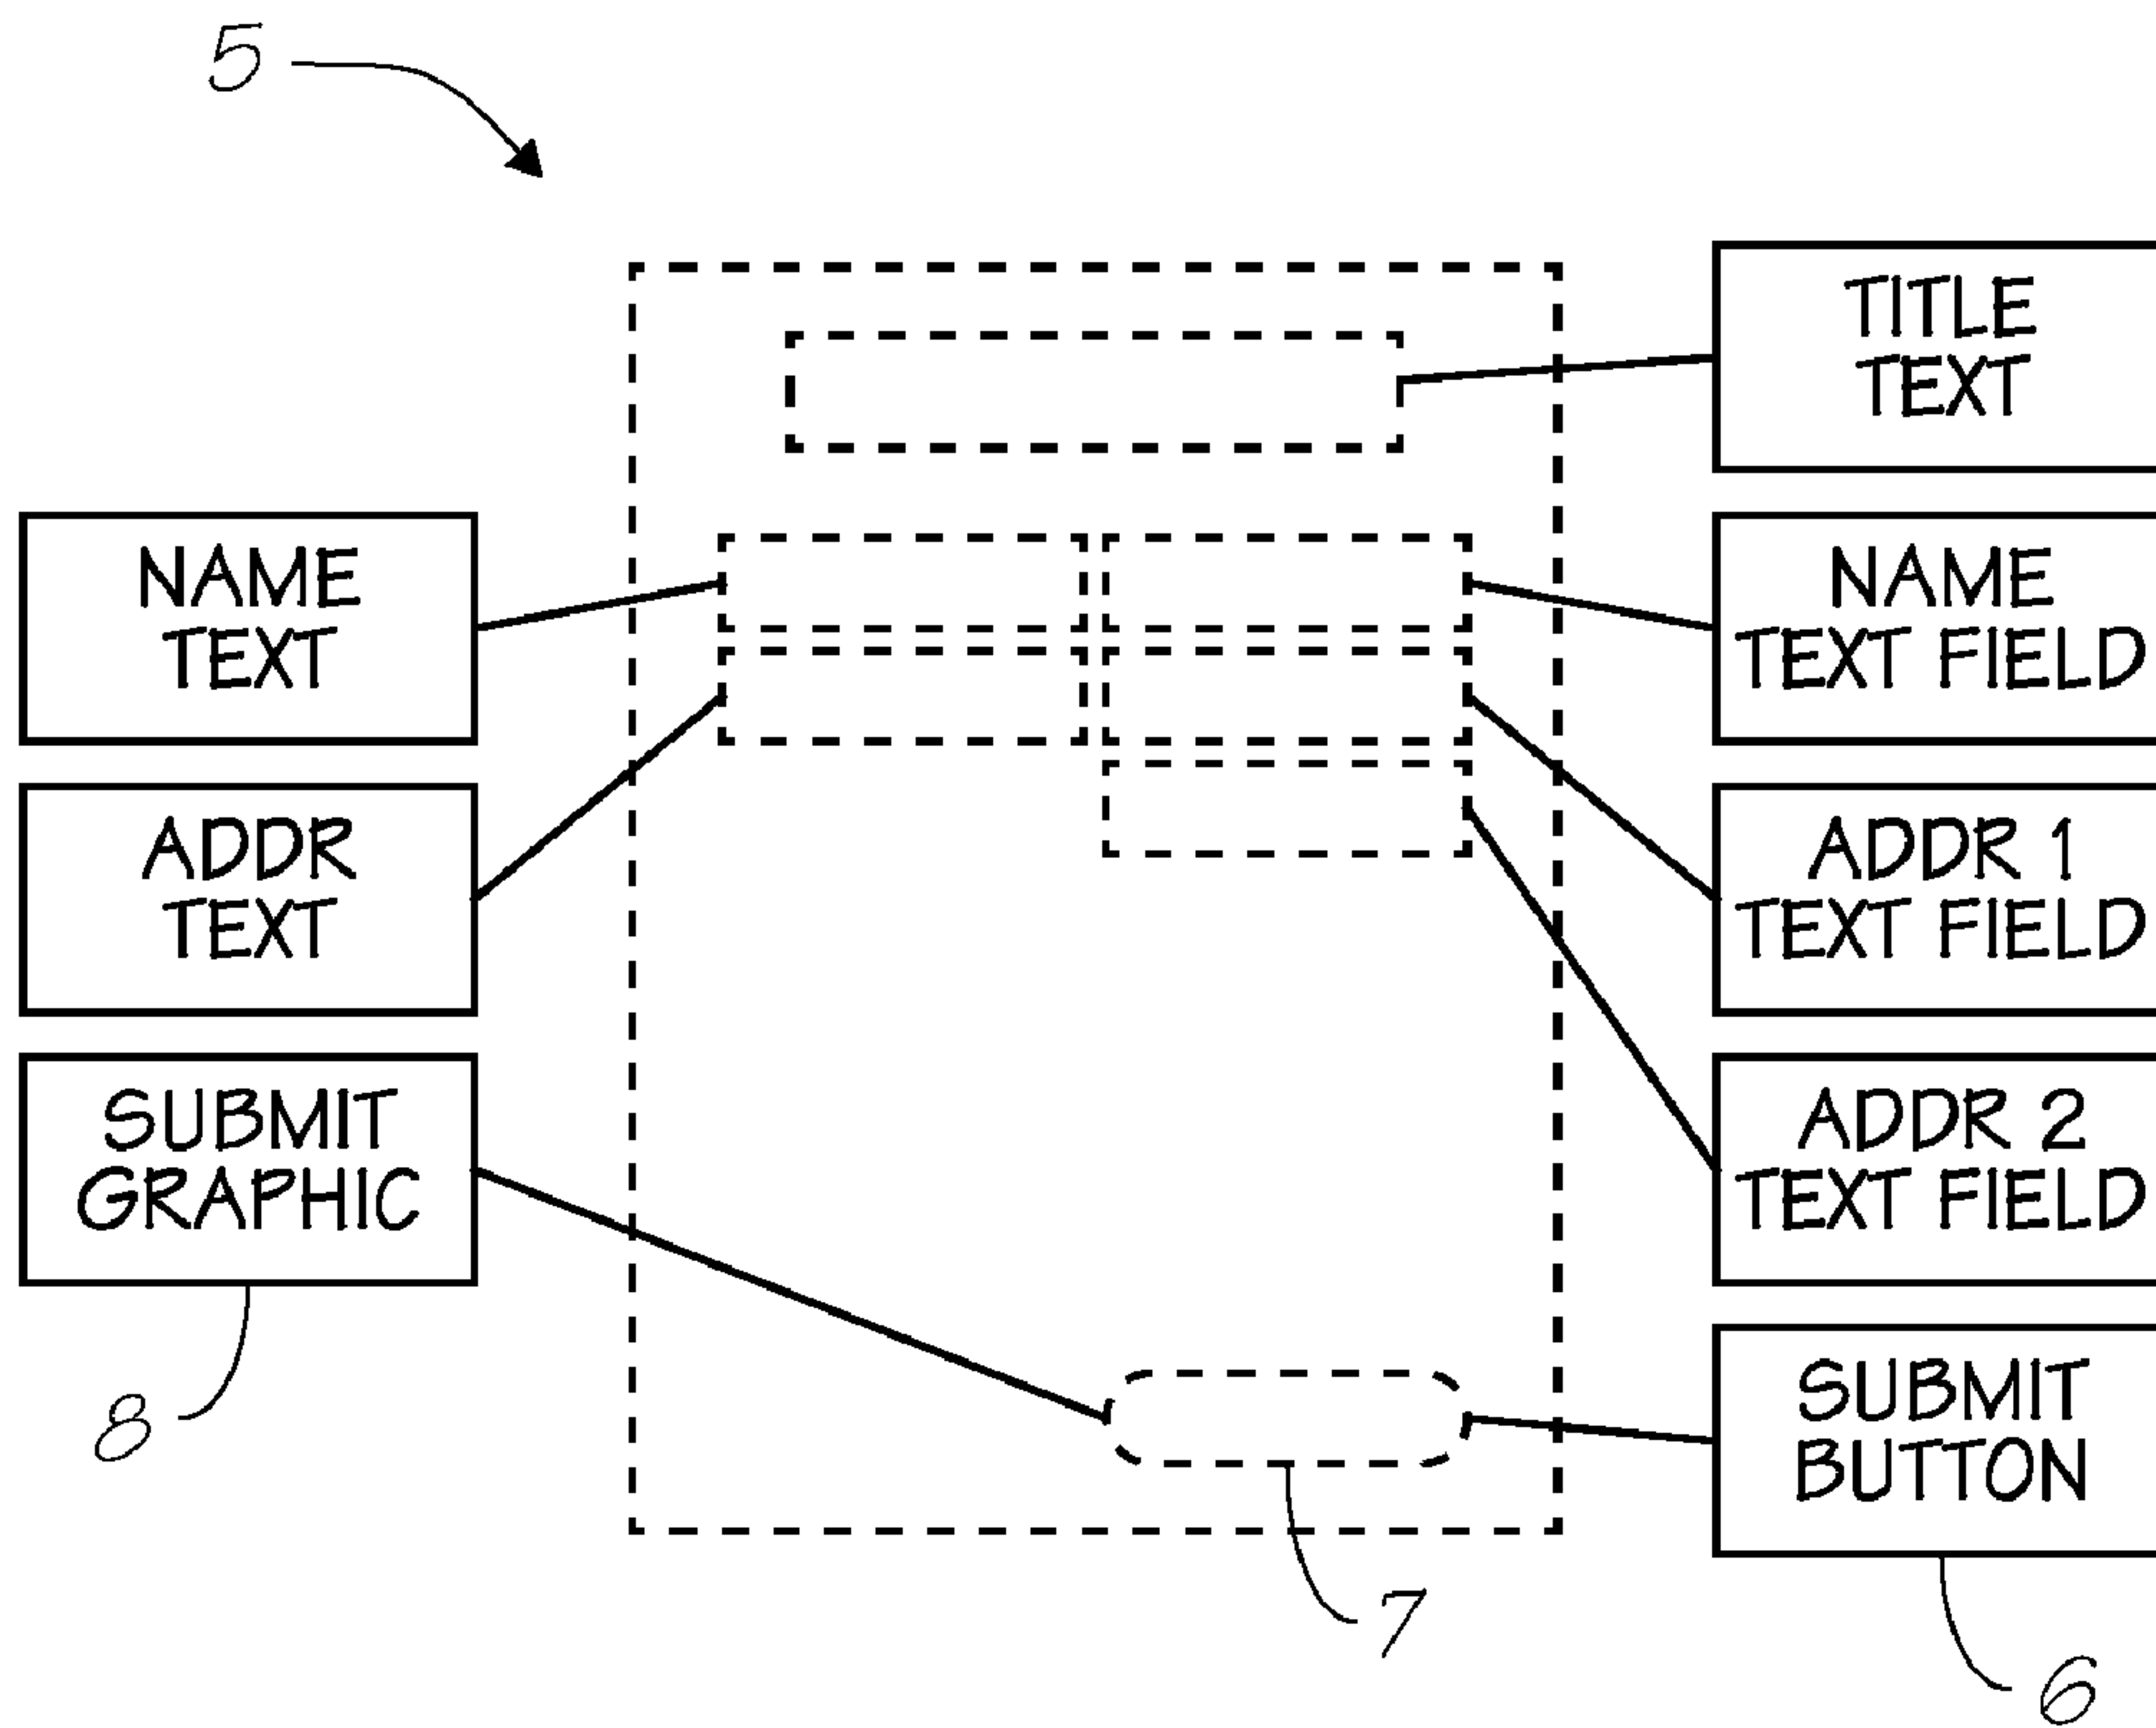 5
TITLE
TEXT
NAME
TEXT
NAME
TEXT FIELD
ADDR
TEXT
ADDR 1
TEXT FIELD
SUBMIT
GRAPHIC
ADDR 2
TEXT FIELD
SUBMIT
BUTTON
8
7
6